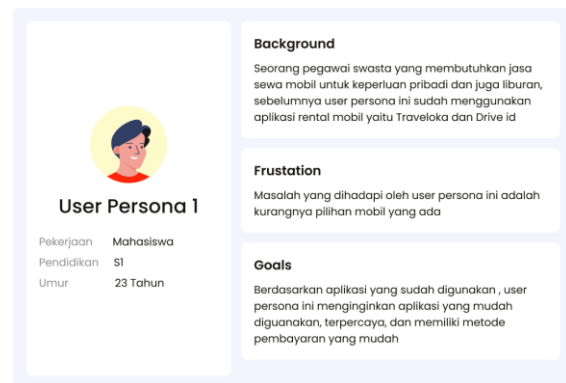 User Persona 1
Pekerjaan Mahasiswa
Pendidikan S1
Umur 23 Tahun
Background
Seorang pegawai swasta yang membutuhkan jasa
sewa mobil untuk keperluan pribadi dan juga liburan,
sebelumnya user persona ini sudah menggunakan
aplikasi rental mobil yaitu Traveloka dan Drive id
Frustation
Masalah yang dihadapi oleh user persona ini adalah
kurangnya pilihan mobil yang ada
Goals
Berdasarkan aplikasi yang sudah digunakan , user
persona ini menginginkan aplikasi yang mudah
diguanakan, terpercaya, dan memiliki metode
pembayaran yang mudah